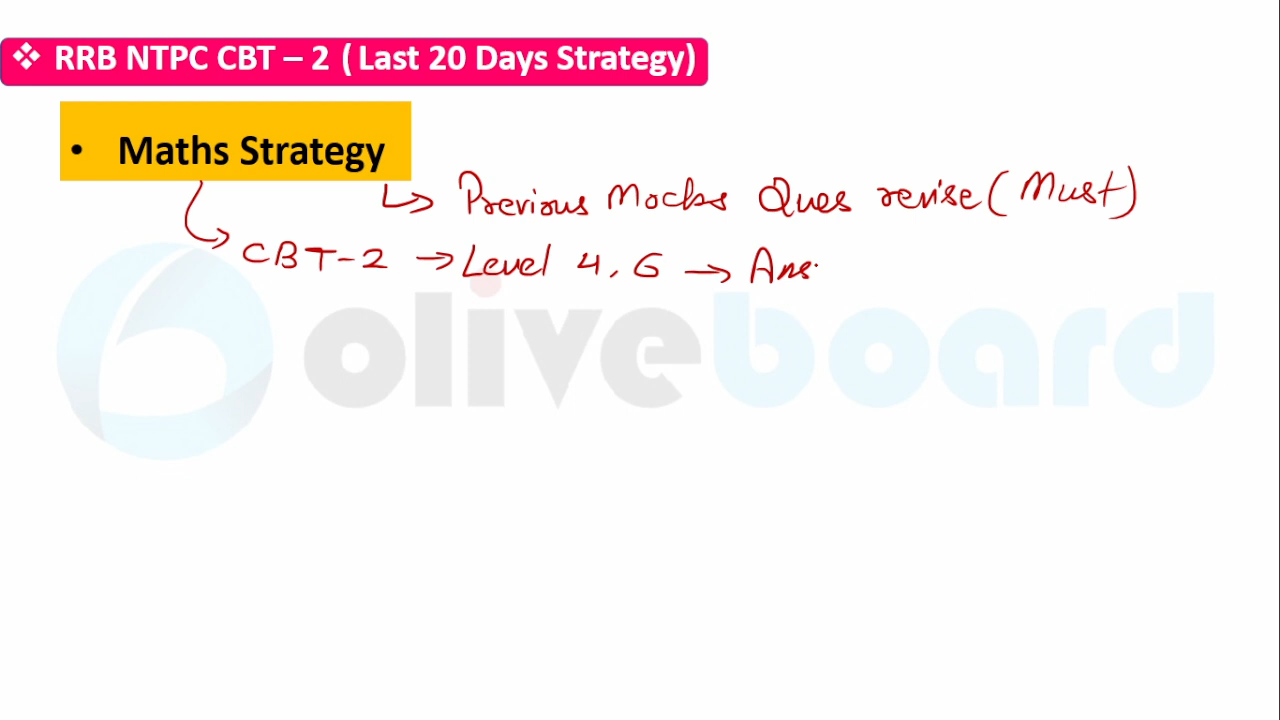 ❖ RRB NTPC CBT – 2 ( Last 20 Days Strategy)
• Maths Strategy
↳ Previous Mocks Ques revise ( Must )
CBT-2 → Level 4, 6 → Ans
oliveboard